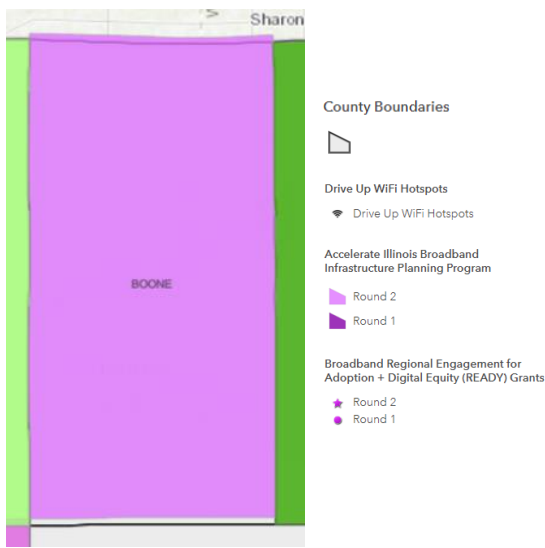 Sharon
BOONE
County Boundaries
Drive Up WiFi Hotspots
Drive Up WiFi Hotspots
Accelerate Illinois Broadband
Infrastructure Planning Program
Round 2
Round 1
Broadband Regional Engagement for
Adoption + Digital Equity (READY) Grants
Round 2
Round 1